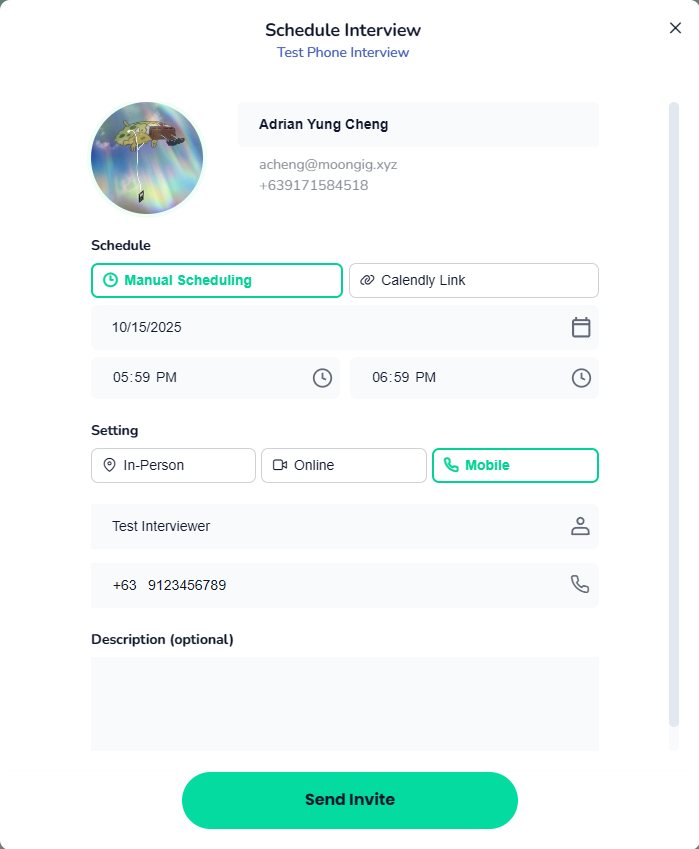 Schedule Interview
Test Phone Interview
Adrian Yung Cheng
acheng@moongig.xyz
+639171584518
Schedule
Manual Scheduling
Calendly Link
10/15/2025
05:59 PM
06:59 PM
Setting
In-Person
Online
Mobile
Test Interviewer
+63 9123456789
Description (optional)
Send Invite